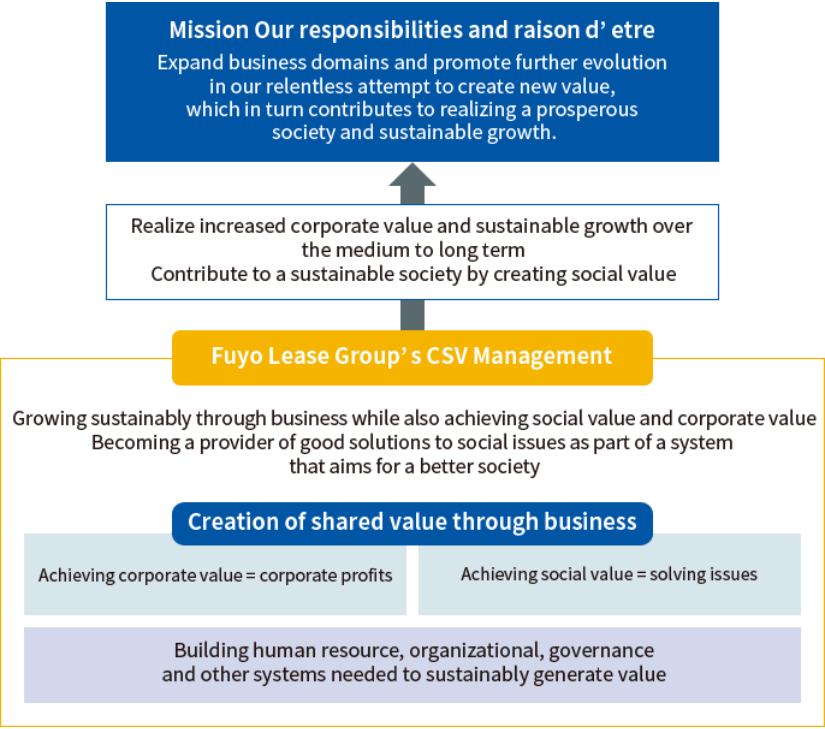 Mission Our responsibilities and raison d’ etre
Expand business domains and promote further evolution
in our relentless attempt to create new value,
which in turn contributes to realizing a prosperous
society and sustainable growth.
Realize increased corporate value and sustainable growth over
the medium to long term
Contribute to a sustainable society by creating social value
Fuyo Lease Group’ s CSV Management
Growing sustainably through business while also achieving social value and corporate value
Becoming a provider of good solutions to social issues as part of a system
that aims for a better society
Creation of shared value through business
Achieving corporate value = corporate profits
Achieving social value = solving issues
Building human resource, organizational, governance
and other systems needed to sustainably generate value